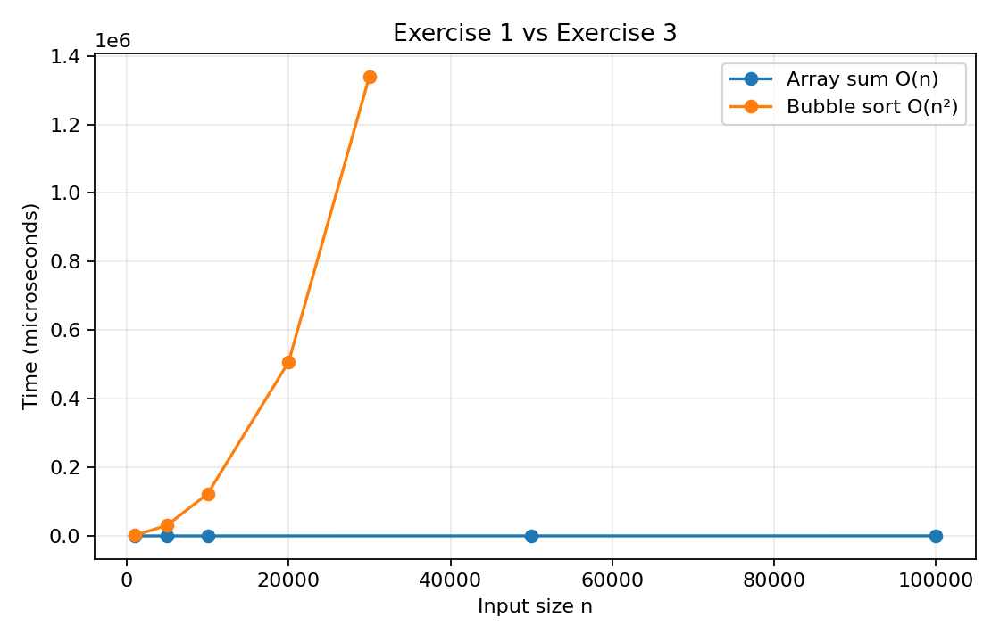 Exercise 1 vs Exercise 3
1e6
1.4
1.2
1.0
0.8
0.6
0.4
0.2
0.0
Time (microseconds)
Array sum O(n)
Bubble sort O(n²)
0 20000 40000 60000 80000 100000
Input size n